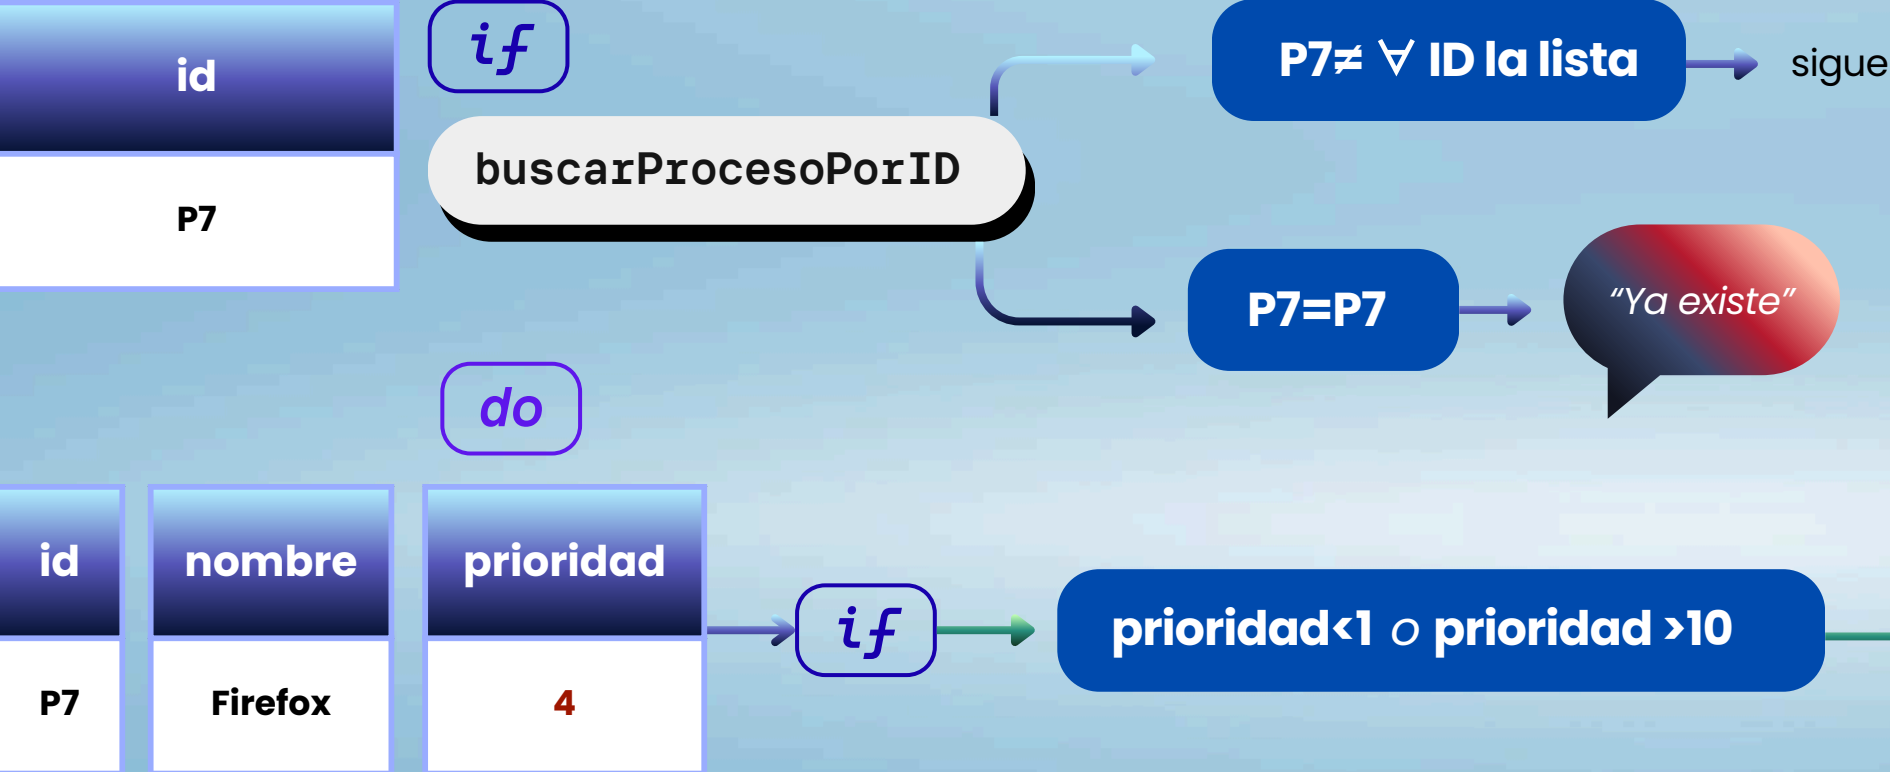 id
P7
if
buscarProcesoPorID
P7≠ ∀ ID la lista
sigue
P7=P7
“Ya existe”
do
id
nombre
prioridad
P7
Firefox
4
if
prioridad<1 o prioridad >10